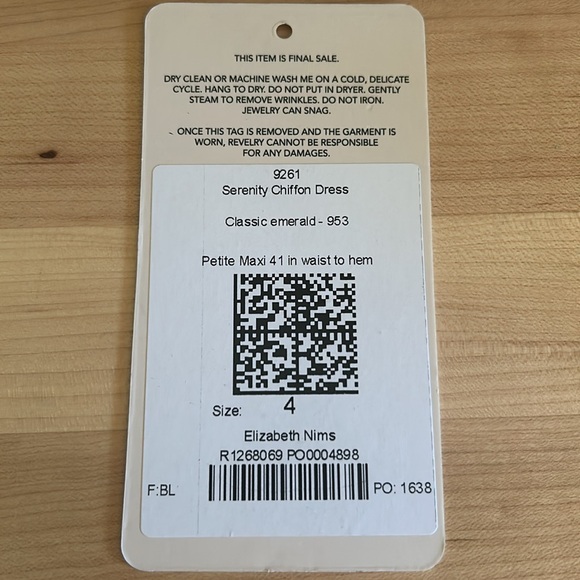 THIS ITEM IS FINAL SALE.
DRY CLEAN OR MACHINE WASH ME ON A COLD, DELICATE
CYCLE. HANG TO DRY. DO NOT PUT IN DRYER. GENTLY
STEAM TO REMOVE WRINKLES. DO NOT IRON.
JEWELRY CAN SNAG.
ONCE THIS TAG IS REMOVED AND THE GARMENT IS
WORN, REVELRY CANNOT BE RESPONSIBLE
FOR ANY DAMAGES.
9261
Serenity Chiffon Dress
Classic emerald - 953
Petite Maxi 41 in waist to hem
Size: 4
Elizabeth Nims
R1268069 PO0004898
F:BL PO: 1638